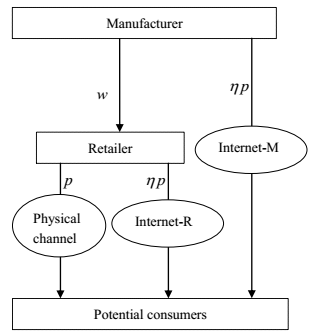 Manufacturer
w
ηp
Retailer
Internet-M
p
ηp
Physical
channel
Internet-R
Potential consumers